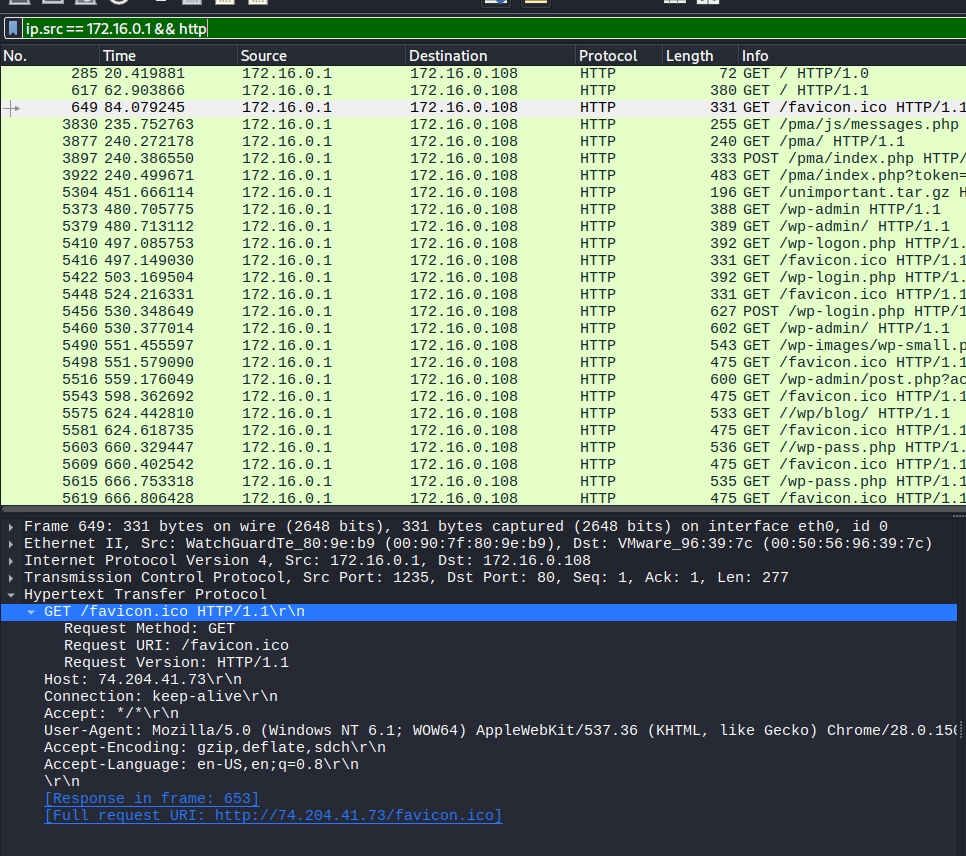 ip.src == 172.16.0.1 && http
No. Time Source Destination Protocol Length Info
285 20.419881 172.16.0.1 172.16.0.108 HTTP 72 GET / HTTP/1.0
617 62.903866 172.16.0.1 172.16.0.108 HTTP 380 GET / HTTP/1.1
649 84.079245 172.16.0.1 172.16.0.108 HTTP 331 GET /favicon.ico HTTP/1.1
3830 235.752763 172.16.0.1 172.16.0.108 HTTP 255 GET /pma/js/messages.php
3877 240.272178 172.16.0.1 172.16.0.108 HTTP 240 GET /pma/ HTTP/1.1
3897 240.386550 172.16.0.1 172.16.0.108 HTTP 333 POST /pma/index.php HTTP/
3922 240.499671 172.16.0.1 172.16.0.108 HTTP 483 GET /pma/index.php?token=
5304 451.666114 172.16.0.1 172.16.0.108 HTTP 196 GET /unimportant.tar.gz H
5373 480.705775 172.16.0.1 172.16.0.108 HTTP 388 GET /wp-admin HTTP/1.1
5379 480.713112 172.16.0.1 172.16.0.108 HTTP 389 GET /wp-admin/ HTTP/1.1
5410 497.085753 172.16.0.1 172.16.0.108 HTTP 392 GET /wp-logon.php HTTP/1.
5416 497.149030 172.16.0.1 172.16.0.108 HTTP 331 GET /favicon.ico HTTP/1.1
5422 503.169504 172.16.0.1 172.16.0.108 HTTP 392 GET /wp-login.php HTTP/1.
5448 524.216331 172.16.0.1 172.16.0.108 HTTP 331 GET /favicon.ico HTTP/1.1
5456 530.348649 172.16.0.1 172.16.0.108 HTTP 627 POST /wp-login.php HTTP/1
5460 530.377014 172.16.0.1 172.16.0.108 HTTP 602 GET /wp-admin/ HTTP/1.1
5490 551.455597 172.16.0.1 172.16.0.108 HTTP 543 GET /wp-images/wp-small.p
5498 551.579090 172.16.0.1 172.16.0.108 HTTP 475 GET /favicon.ico HTTP/1.1
5516 559.176049 172.16.0.1 172.16.0.108 HTTP 600 GET /wp-admin/post.php?ac
5543 598.362692 172.16.0.1 172.16.0.108 HTTP 475 GET /favicon.ico HTTP/1.1
5575 624.442810 172.16.0.1 172.16.0.108 HTTP 533 GET //wp/blog/ HTTP/1.1
5581 624.618735 172.16.0.1 172.16.0.108 HTTP 475 GET /favicon.ico HTTP/1.1
5603 660.329447 172.16.0.1 172.16.0.108 HTTP 536 GET //wp-pass.php HTTP/1.
5609 660.402542 172.16.0.1 172.16.0.108 HTTP 475 GET /favicon.ico HTTP/1.1
5615 666.753318 172.16.0.1 172.16.0.108 HTTP 535 GET /wp-pass.php HTTP/1.1
5619 666.806428 172.16.0.1 172.16.0.108 HTTP 475 GET /favicon.ico HTTP/1.1
Frame 649: 331 bytes on wire (2648 bits), 331 bytes captured (2648 bits) on interface eth0, id 0
Ethernet II, Src: WatchGuardTe_80:9e:b9 (00:90:7f:80:9e:b9), Dst: VMware_96:39:7c (00:50:56:96:39:7c)
Internet Protocol Version 4, Src: 172.16.0.1, Dst: 172.16.0.108
Transmission Control Protocol, Src Port: 1235, Dst Port: 80, Seq: 1, Ack: 1, Len: 277
Hypertext Transfer Protocol
GET /favicon.ico HTTP/1.1\r\n
Request Method: GET
Request URI: /favicon.ico
Request Version: HTTP/1.1
Host: 74.204.41.73\r\n
Connection: keep-alive\r\n
Accept: */*\r\n
User-Agent: Mozilla/5.0 (Windows NT 6.1; WOW64) AppleWebKit/537.36 (KHTML, like Gecko) Chrome/28.0.150
Accept-Encoding: gzip,deflate,sdch\r\n
Accept-Language: en-US,en;q=0.8\r\n
\r\n
[Response in frame: 653]
[Full request URI: http://74.204.41.73/favicon.ico]